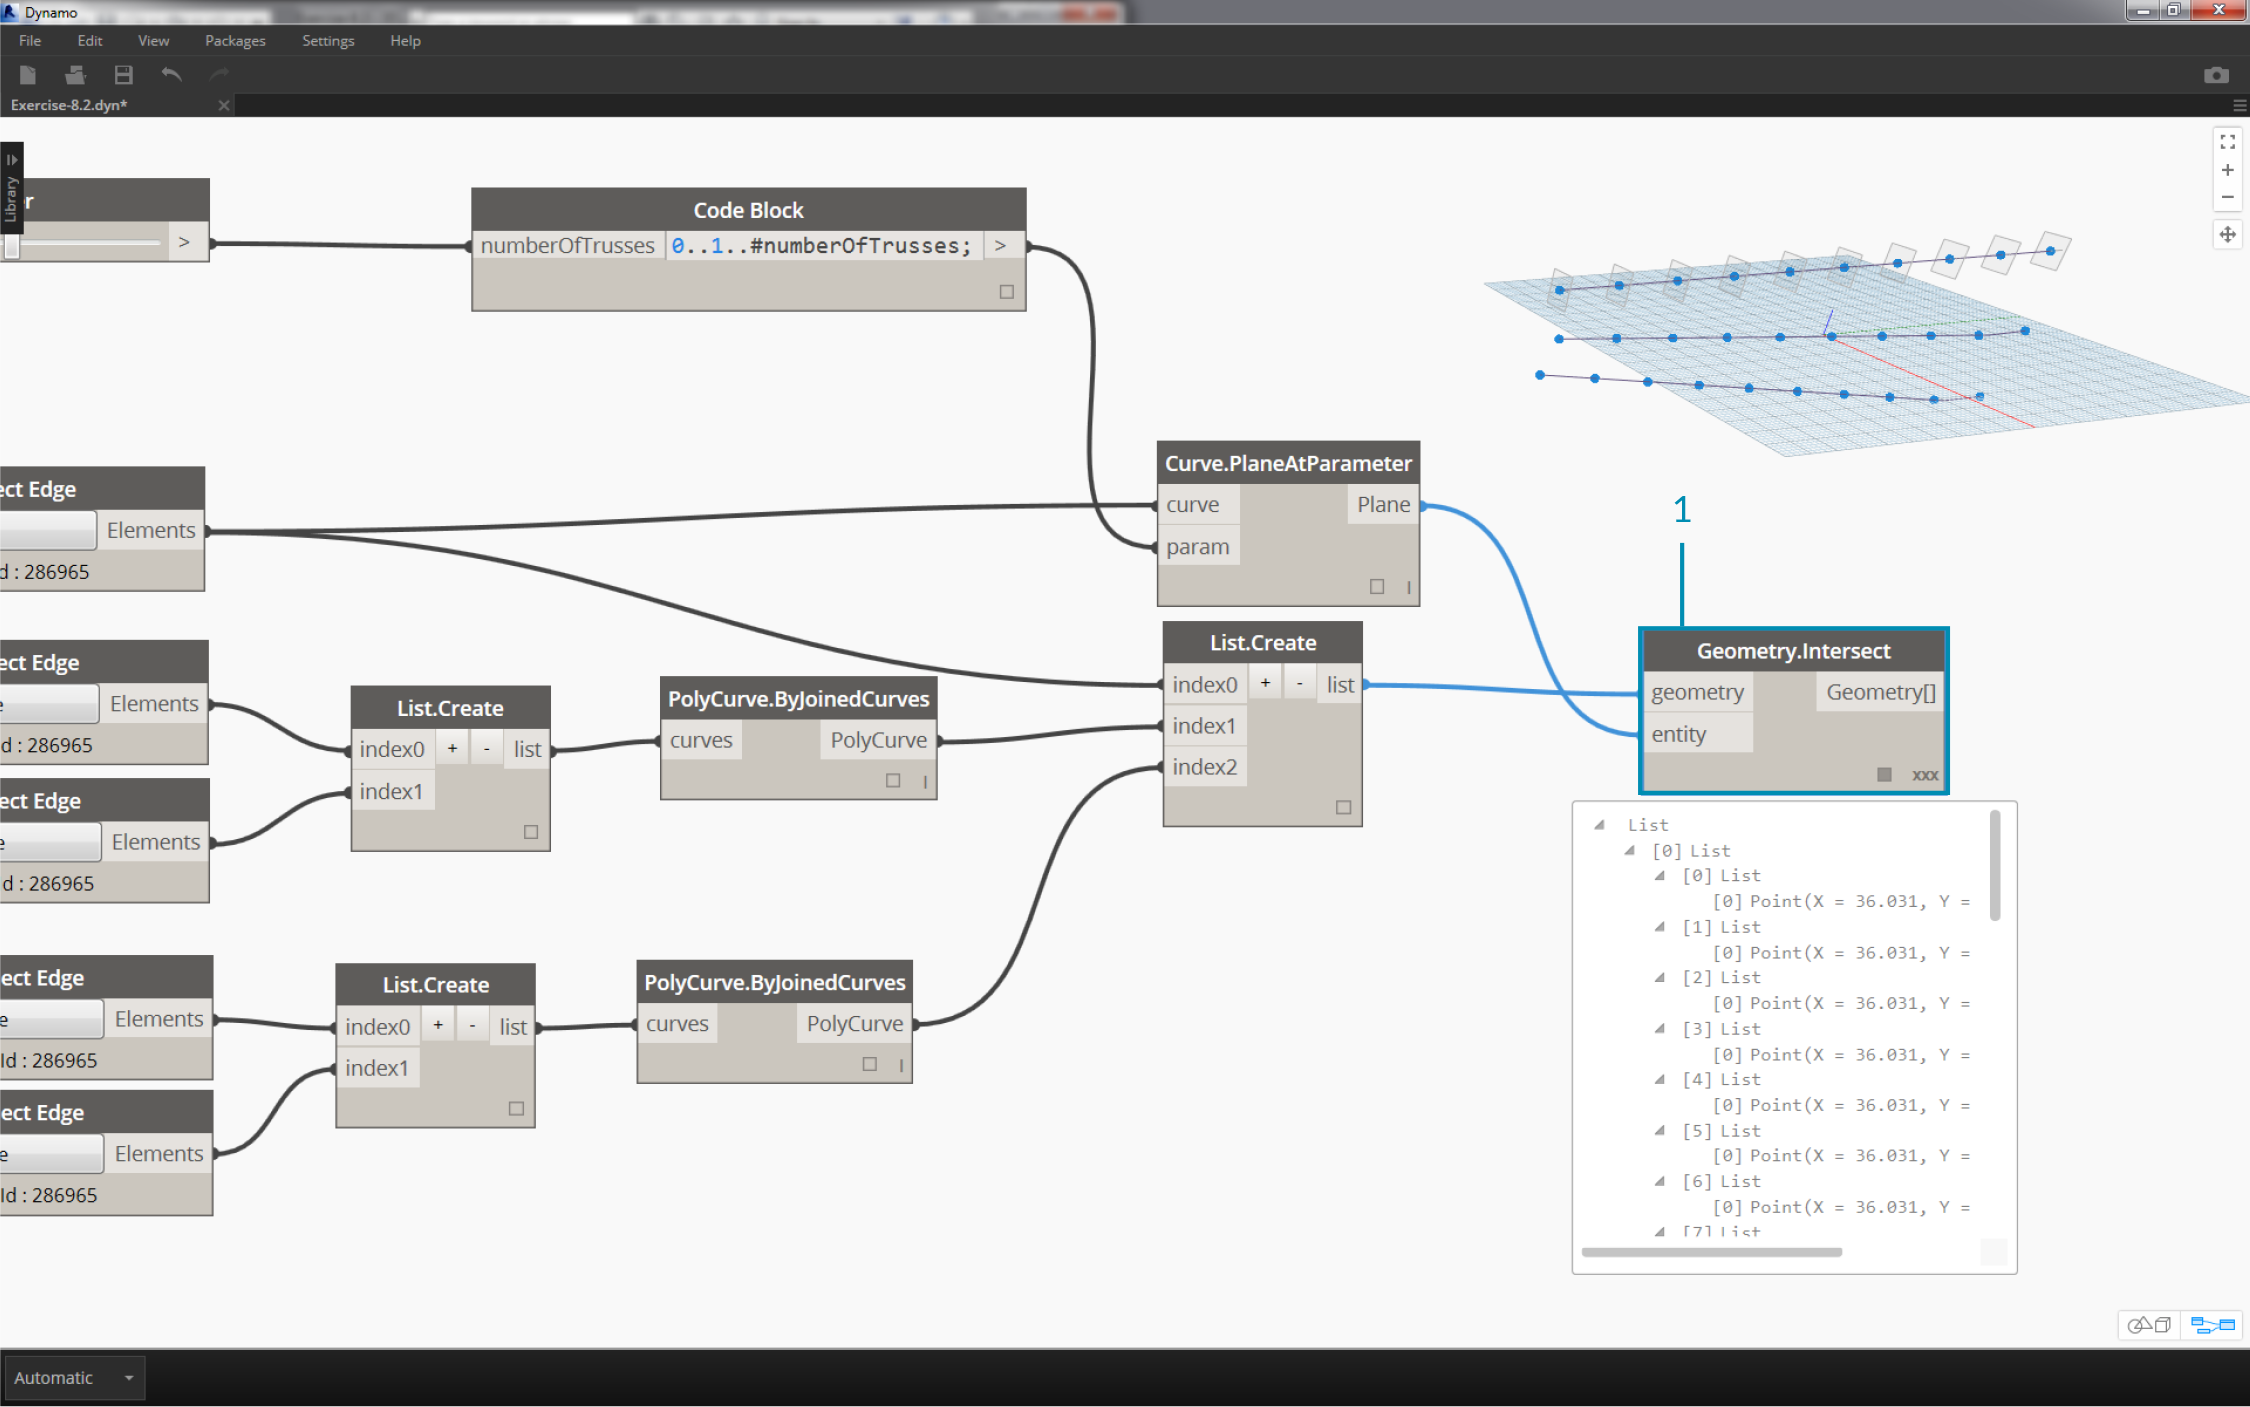 Dynamo
File Edit View Packages Settings Help
Exercise-8.2.dyn*
Library
r
>
Code Block
numberOfTrusses 0..1..#numberOfTrusses; >
ect Edge
Elements
d : 286965
Curve.PlaneAtParameter
curve Plane
param
I
1
ect Edge
e Elements
d : 286965
List.Create
index0 + - list
index1
PolyCurve.ByJoinedCurves
curves PolyCurve
I
List.Create
index0 + - list
index1
index2
Geometry.Intersect
geometry Geometry[]
entity
xxx
ect Edge
e Elements
d : 286965
List
[0] List
[0] List
[0] Point(X = 36.031, Y =
[1] List
[0] Point(X = 36.031, Y =
[2] List
[0] Point(X = 36.031, Y =
[3] List
[0] Point(X = 36.031, Y =
[4] List
[0] Point(X = 36.031, Y =
[5] List
[0] Point(X = 36.031, Y =
[6] List
[0] Point(X = 36.031, Y =
[7] List
ect Edge
e Elements
Id : 286965
List.Create
index0 + - list
index1
PolyCurve.ByJoinedCurves
curves PolyCurve
I
ect Edge
e Elements
Id : 286965
Automatic